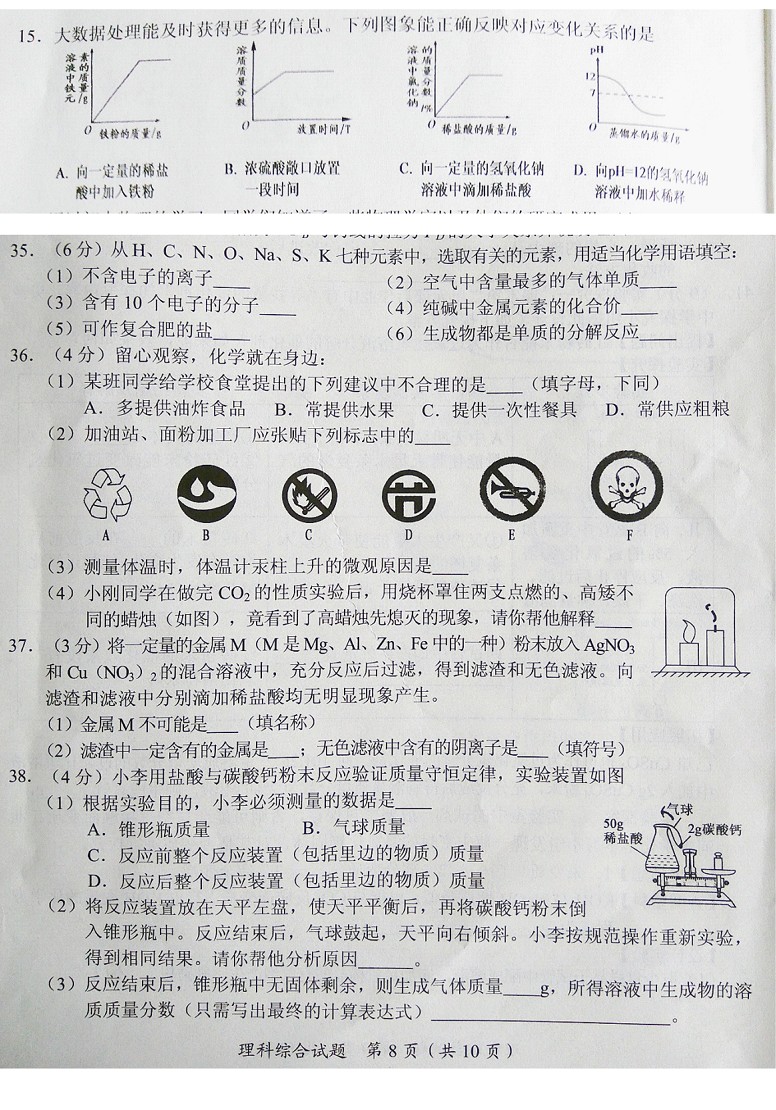 15．大数据处理能及时获得更多的信息。下列图象能正确反映对应变化关系的是
溶液中铁元素的质量/g
O
铁粉的质量/g
溶质质量分数
O
放置时间/T
溶液中氯化钠的质量分数/%
O
稀盐酸的质量/g
pH
12
7
O
蒸馏水的质量/g
A. 向一定量的稀盐酸中加入铁粉
B. 浓硫酸敞口放置一段时间
C. 向一定量的氢氧化钠溶液中滴加稀盐酸
D. 向pH=12的氢氧化钠溶液中加水稀释
35．（6分）从H、C、N、O、Na、S、K七种元素中，选取有关的元素，用适当化学用语填空：
（1）不含电子的离子____ （2）空气中含量最多的气体单质____
（3）含有10个电子的分子____ （4）纯碱中金属元素的化合价____
（5）可作复合肥的盐____ （6）生成物都是单质的分解反应____
36．（4分）留心观察，化学就在身边：
（1）某班同学给学校食堂提出的下列建议中不合理的是____（填字母，下同）
A．多提供油炸食品 B．常提供水果 C．提供一次性餐具 D．常供应粗粮
（2）加油站、面粉加工厂应张贴下列标志中的____
A B C D E F
（3）测量体温时，体温计汞柱上升的微观原因是____
（4）小刚同学在做完CO₂的性质实验后，用烧杯罩住两支点燃的、高矮不
同的蜡烛（如图），竟看到了高蜡烛先熄灭的现象，请你帮他解释____
37．（3分）将一定量的金属M（M是Mg、Al、Zn、Fe中的一种）粉末放入AgNO₃
和Cu（NO₃）₂的混合溶液中，充分反应后过滤，得到滤渣和无色滤液。向
滤渣和滤液中分别滴加稀盐酸均无明显现象产生。
（1）金属M不可能是____（填名称）
（2）滤渣中一定含有的金属是____；无色滤液中含有的阴离子是____（填符号）
38．（4分）小李用盐酸与碳酸钙粉末反应验证质量守恒定律，实验装置如图
（1）根据实验目的，小李必须测量的数据是____
A．锥形瓶质量 B．气球质量
C．反应前整个反应装置（包括里边的物质）质量
D．反应后整个反应装置（包括里边的物质）质量
气球
50g
稀盐酸
2g碳酸钙
（2）将反应装置放在天平左盘，使天平平衡后，再将碳酸钙粉末倒
入锥形瓶中。反应结束后，气球鼓起，天平向右倾斜。小李按规范操作重新实验，
得到相同结果。请你帮他分析原因______。
（3）反应结束后，锥形瓶中无固体剩余，则生成气体质量____g，所得溶液中生成物的溶
质质量分数（只需写出最终的计算表达式）____________________。
理科综合试题 第8页（共10页）